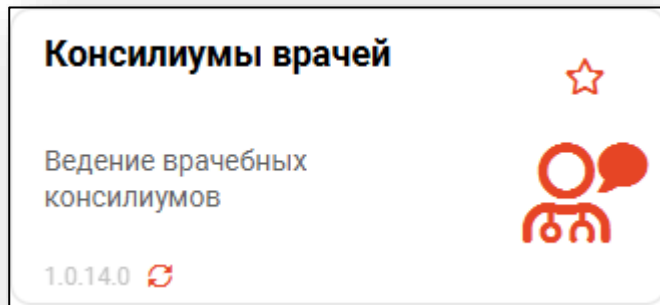 Консилиумы врачей
Ведение врачебных
консилиумов
1.0.14.0